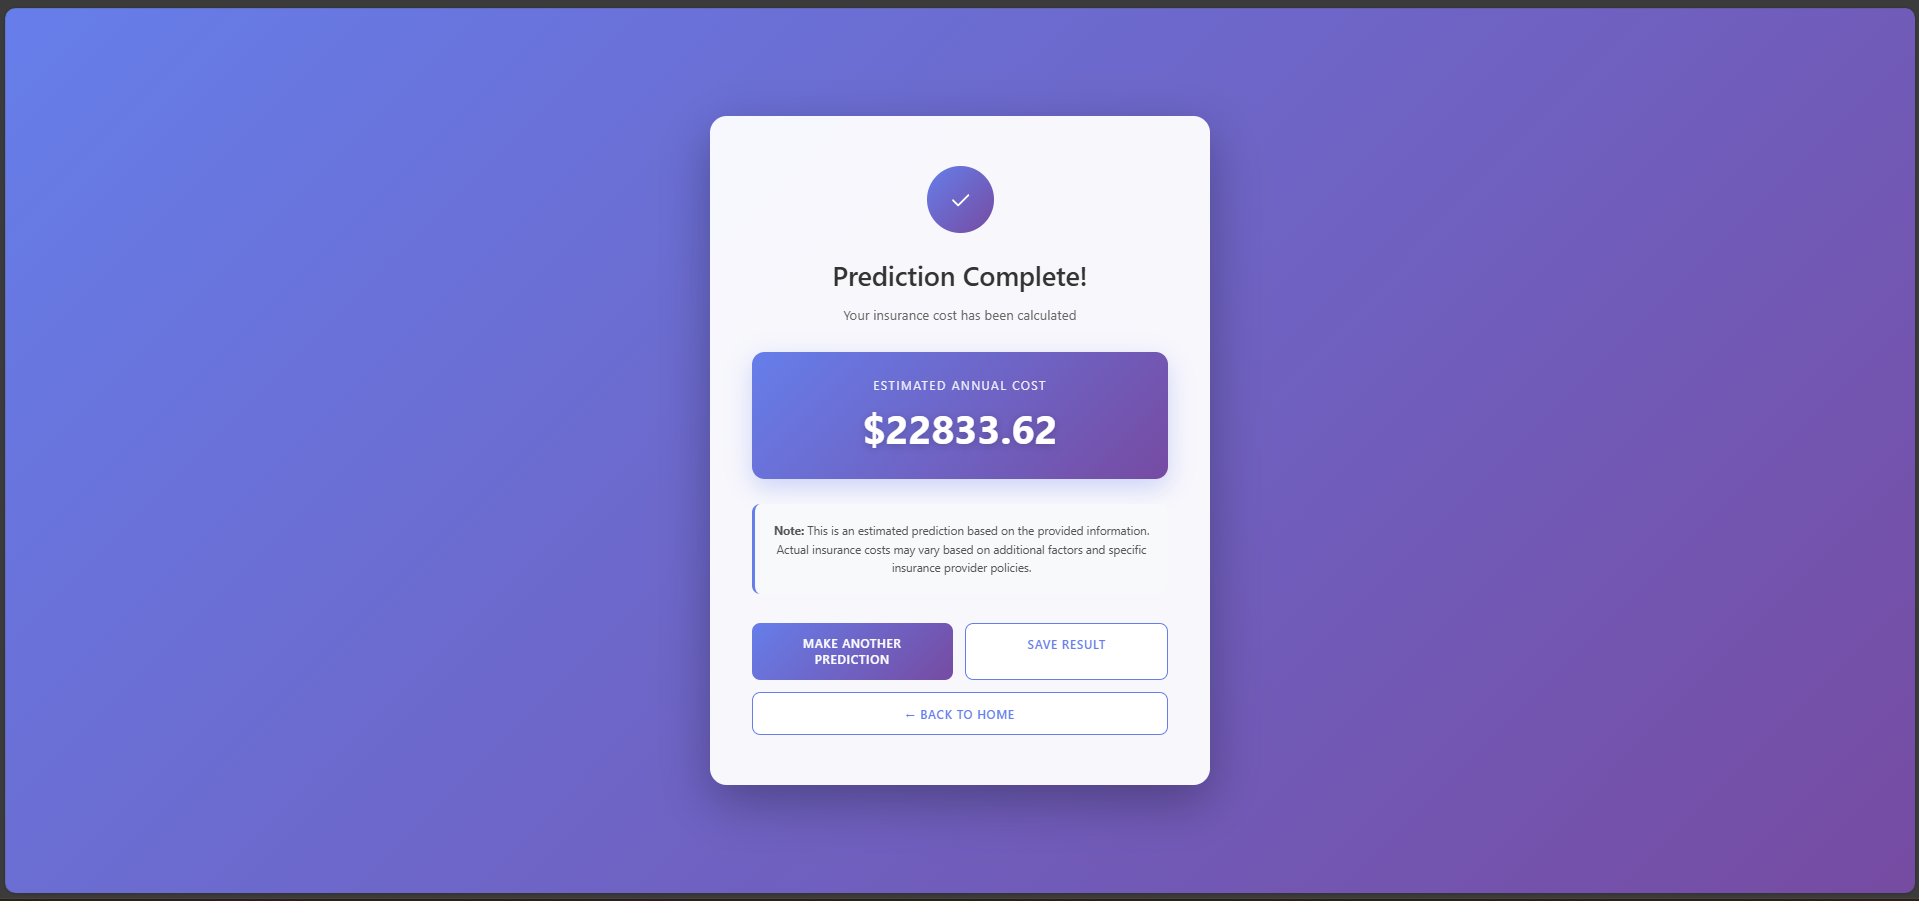 Prediction Complete!
Your insurance cost has been calculated
ESTIMATED ANNUAL COST
$22833.62
Note: This is an estimated prediction based on the provided information.
Actual insurance costs may vary based on additional factors and specific
insurance provider policies.
MAKE ANOTHER
PREDICTION
SAVE RESULT
← BACK TO HOME